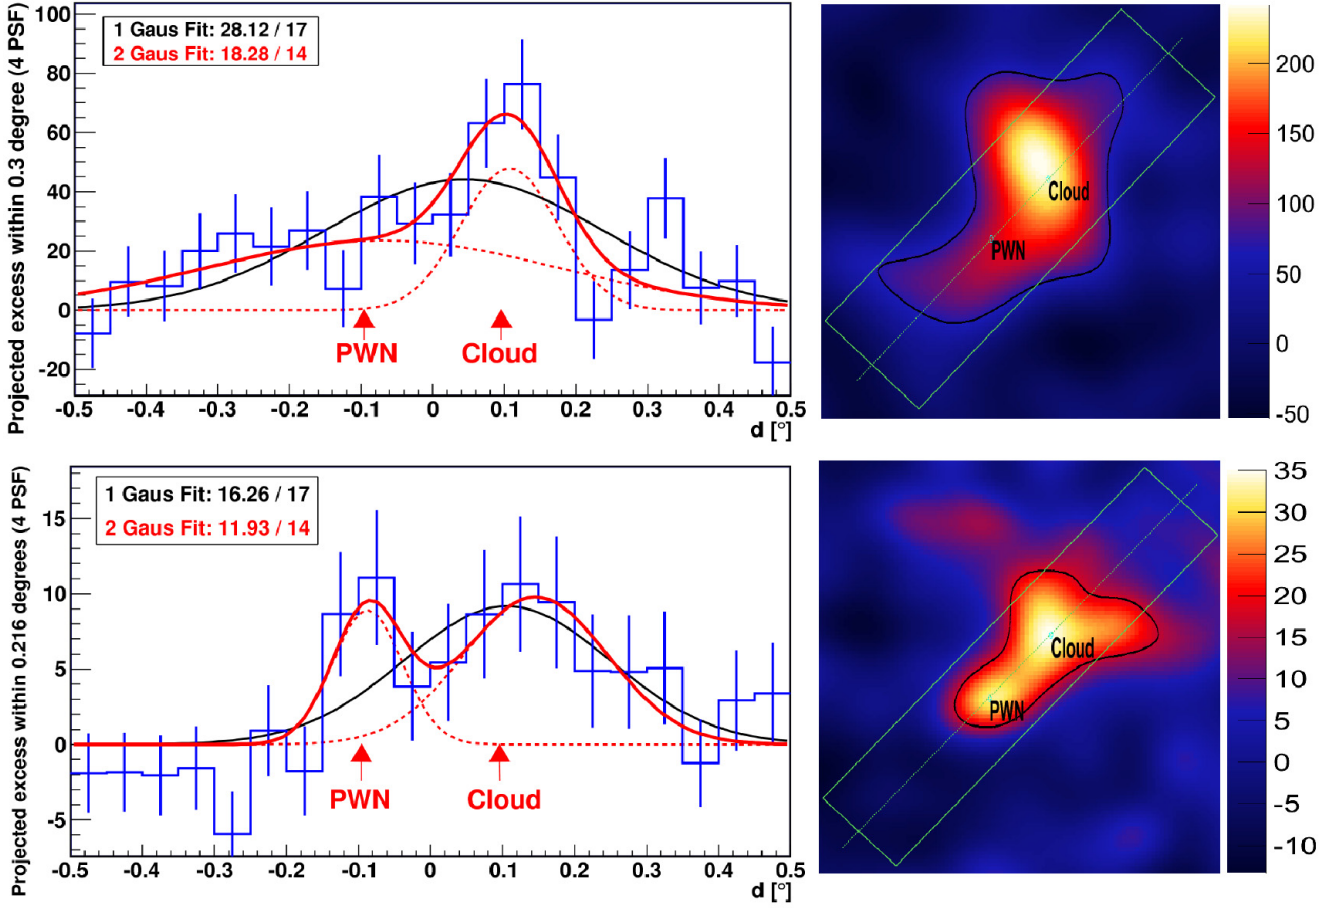 Projected excess within 0.3 degree (4 PSF)
100
80
60
40
20
0
-20
1 Gaus Fit: 28.12 / 17
2 Gaus Fit: 18.28 / 14
PWN
Cloud
-0.5 -0.4 -0.3 -0.2 -0.1 0 0.1 0.2 0.3 0.4 0.5
d [°]
Cloud
PWN
200
150
100
50
0
-50
Projected excess within 0.216 degrees (4 PSF)
15
10
5
0
-5
1 Gaus Fit: 16.26 / 17
2 Gaus Fit: 11.93 / 14
PWN
Cloud
-0.5 -0.4 -0.3 -0.2 -0.1 0 0.1 0.2 0.3 0.4 0.5
d [°]
Cloud
PWN
35
30
25
20
15
10
5
0
-5
-10